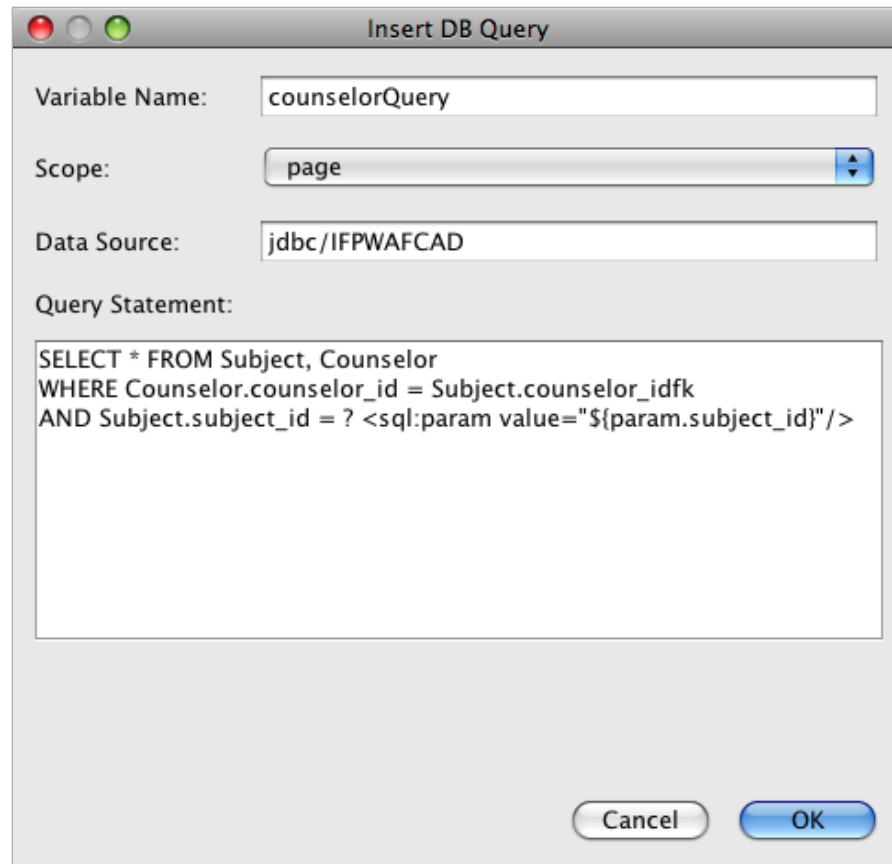 Insert DB Query
Variable Name: counselorQuery
Scope: page
Data Source: jdbc/IFPWAFCAD
Query Statement:
SELECT * FROM Subject, Counselor
WHERE Counselor.counselor_id = Subject.counselor_idfk
AND Subject.subject_id = ? <sql:param value="${param.subject_id}"/>
Cancel OK